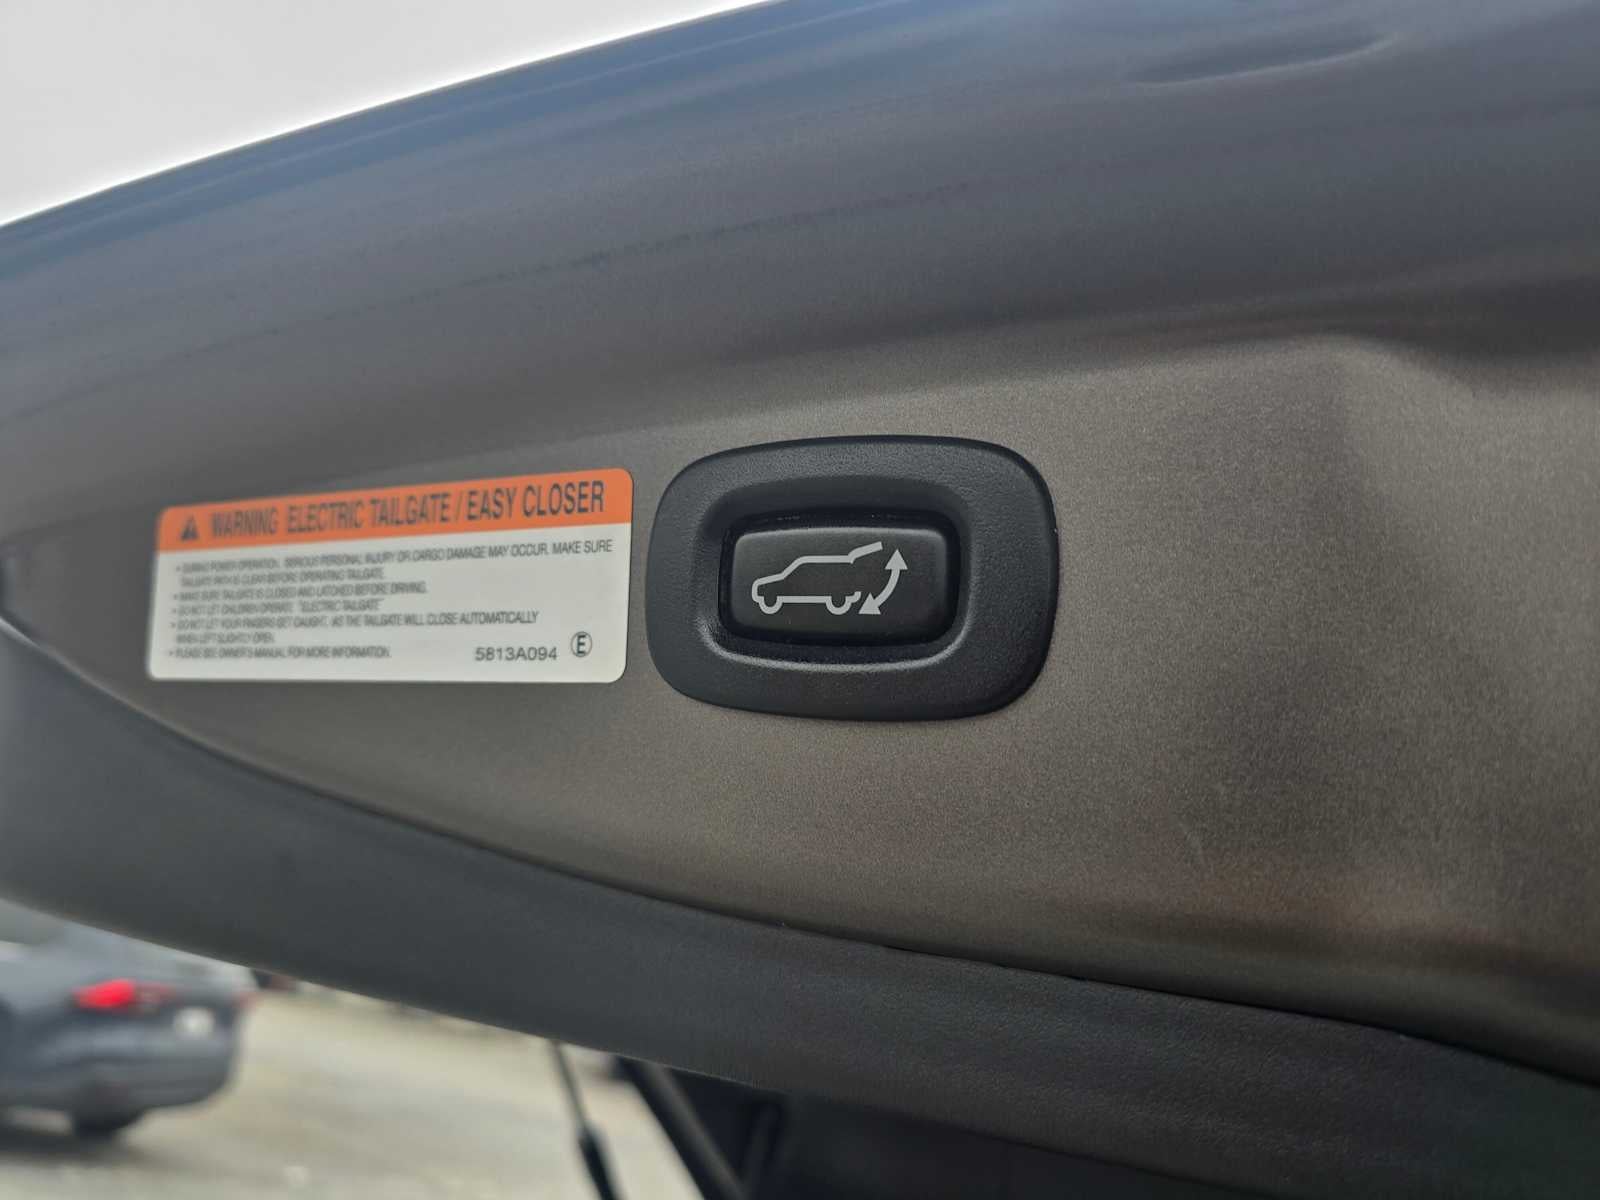 WARNING ELECTRIC TAILGATE / EASY CLOSER
• DURING POWER OPERATION, SERIOUS PERSONAL INJURY OR CARGO DAMAGE MAY OCCUR. MAKE SURE
TAILGATE PATH IS CLEAR BEFORE OPERATING TAILGATE.
• MAKE SURE TAILGATE IS CLOSED AND LATCHED BEFORE DRIVING.
• DO NOT LET CHILDREN OPERATE "ELECTRIC TAILGATE"
• DO NOT LET YOUR FINGERS GET CAUGHT, AS THE TAILGATE WILL CLOSE AUTOMATICALLY
WHEN LEFT SLIGHTLY OPEN.
• PLEASE SEE OWNER'S MANUAL FOR MORE INFORMATION.
5813A094 E